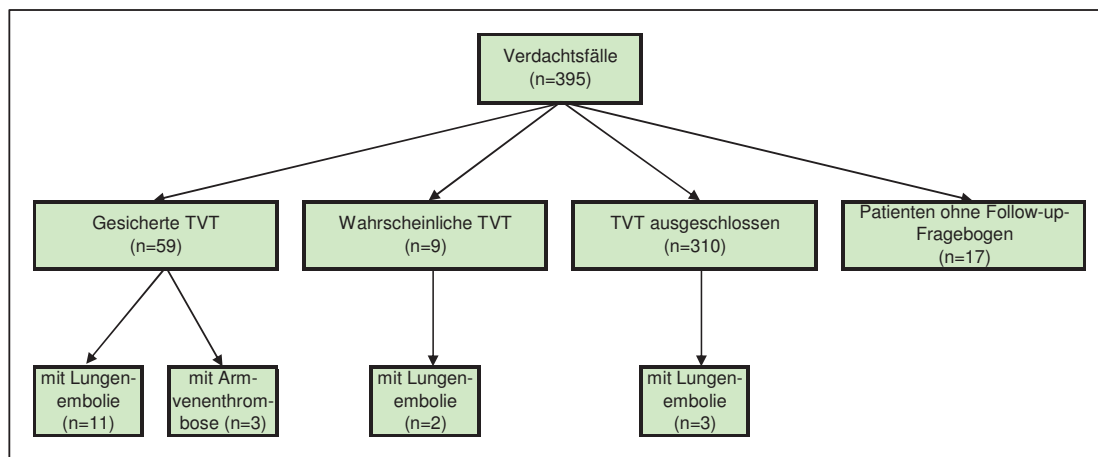 Verdachtsfälle
(n=395)
Gesicherte TVT
(n=59)
Wahrscheinliche TVT
(n=9)
TVT ausgeschlossen
(n=310)
Patienten ohne Follow-up-
Fragebogen
(n=17)
mit Lungen-
embolie
(n=11)
mit Arm-
venenthrom-
bose (n=3)
mit Lungen-
embolie
(n=2)
mit Lungen-
embolie
(n=3)